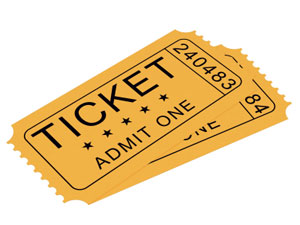 TICKET
★ ★ ★ ★ ★
ADMIT ONE
240483
ONE
84